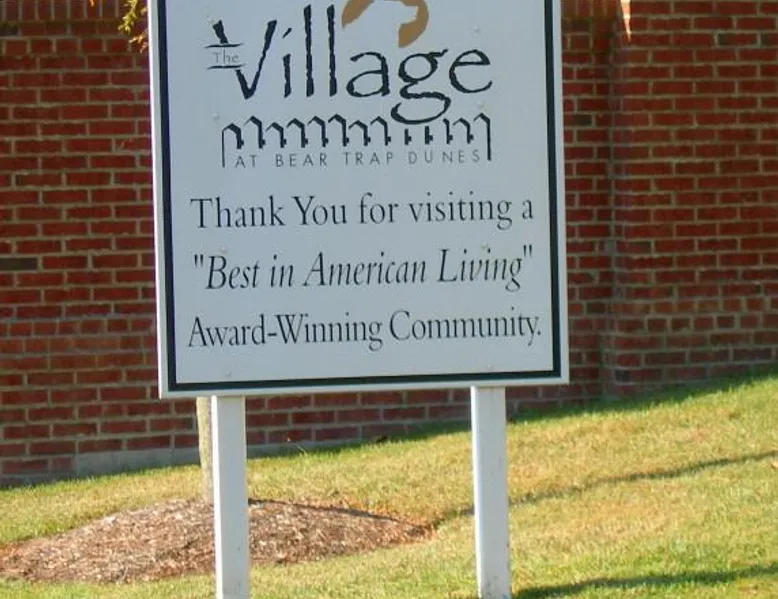 The
Village
AT BEAR TRAP DUNES
Thank You for visiting a
"Best in American Living"
Award-Winning Community.